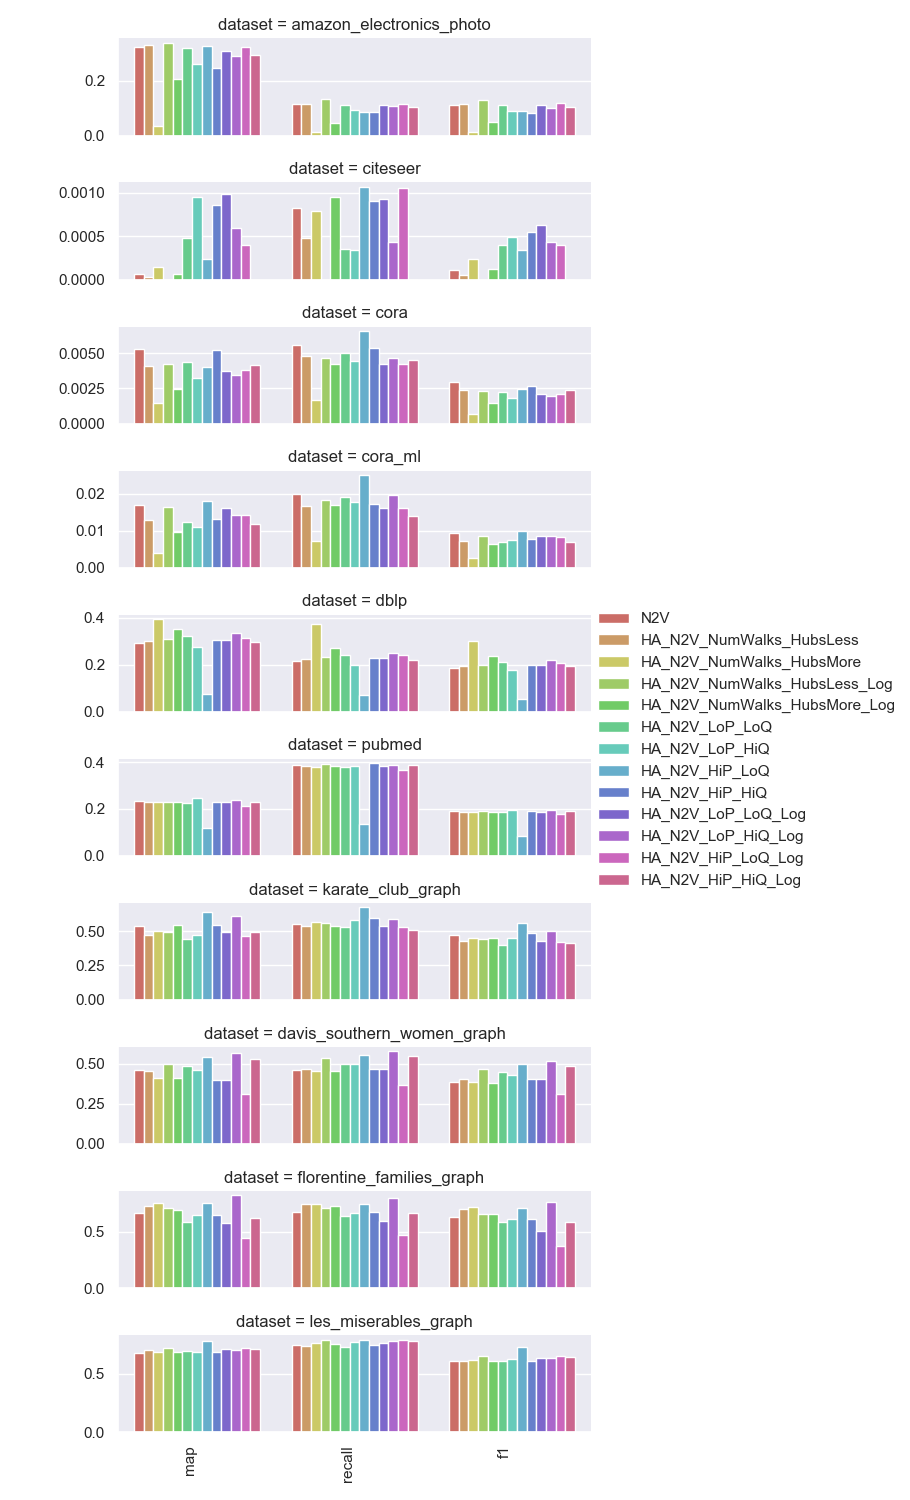 dataset = amazon_electronics_photo
0.2
0.0
dataset = citeseer
0.0010
0.0005
0.0000
dataset = cora
0.0050
0.0025
0.0000
dataset = cora_ml
0.02
0.01
0.00
dataset = dblp
0.4
0.2
0.0
N2V
HA_N2V_NumWalks_HubsLess
HA_N2V_NumWalks_HubsMore
HA_N2V_NumWalks_HubsLess_Log
HA_N2V_NumWalks_HubsMore_Log
HA_N2V_LoP_LoQ
HA_N2V_LoP_HiQ
HA_N2V_HiP_LoQ
HA_N2V_HiP_HiQ
HA_N2V_LoP_LoQ_Log
HA_N2V_LoP_HiQ_Log
HA_N2V_HiP_LoQ_Log
HA_N2V_HiP_HiQ_Log
dataset = pubmed
0.4
0.2
0.0
dataset = karate_club_graph
0.50
0.25
0.00
dataset = davis_southern_women_graph
0.50
0.25
0.00
dataset = florentine_families_graph
0.5
0.0
dataset = les_miserables_graph
0.5
0.0
map
recall
f1